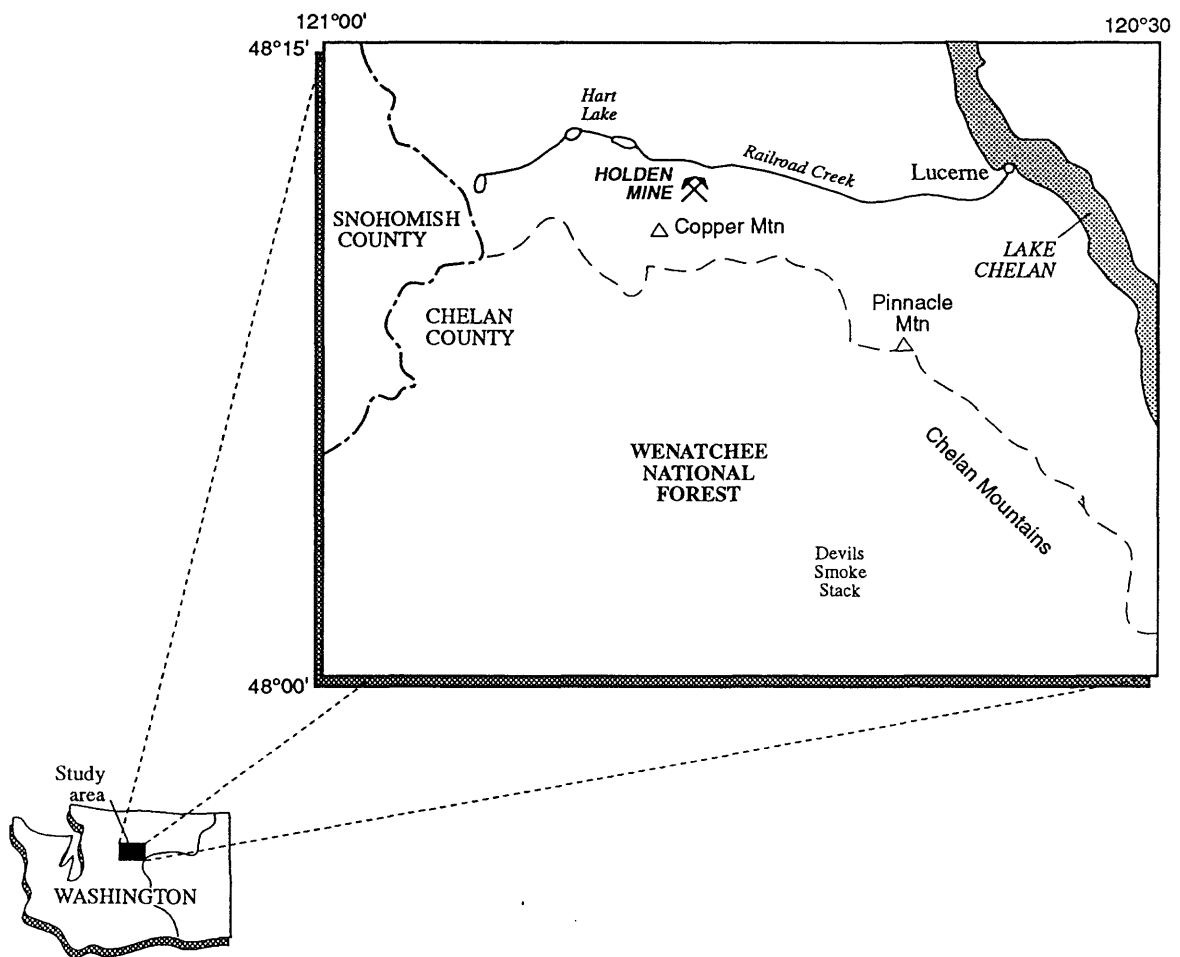 121°00'
120°30
48°15'
Hart
Lake
Railroad Creek
Lucerne
HOLDEN
MINE
SNOHOMISH
COUNTY
Copper Mtn
LAKE
CHELAN
CHELAN
COUNTY
Pinnacle
Mtn
WENATCHEE
NATIONAL
FOREST
Chelan Mountains
Devils
Smoke
Stack
48°00'
Study
area
WASHINGTON